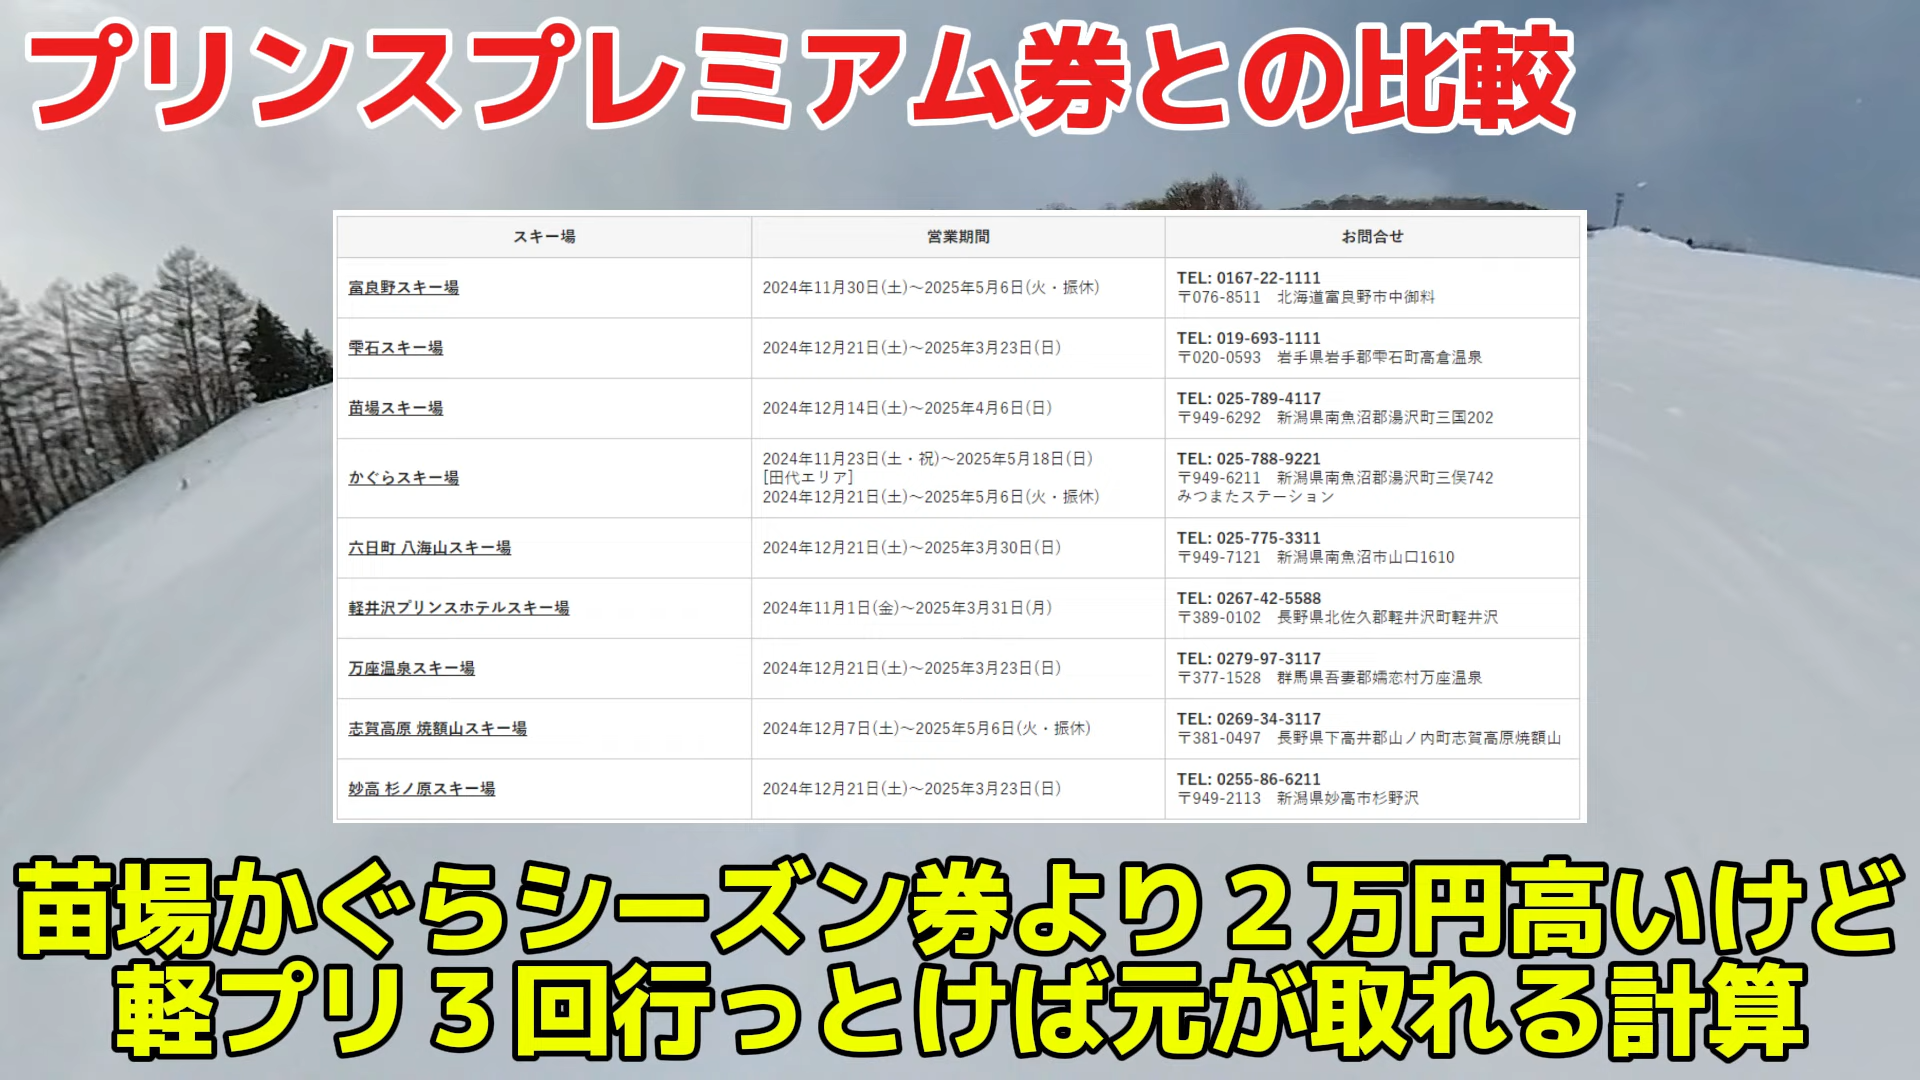 プリンスプレミアム券との比較
スキー場 営業期間 お問合せ
富良野スキー場 2024年11月30日(土)～2025年5月6日(火・振休) TEL: 0167-22-1111
〒076-8511 北海道富良野市中御料
雫石スキー場 2024年12月21日(土)～2025年3月23日(日) TEL: 019-693-1111
〒020-0593 岩手県岩手郡雫石町高倉温泉
苗場スキー場 2024年12月14日(土)～2025年4月6日(日) TEL: 025-789-4117
〒949-6292 新潟県南魚沼郡湯沢町三国202
かぐらスキー場 2024年11月23日(土・祝)～2025年5月18日(日)
[田代エリア]
2024年12月21日(土)～2025年5月6日(火・振休)
TEL: 025-788-9221
〒949-6211 新潟県南魚沼郡湯沢町三俣742
みつまたステーション
六日町 八海山スキー場 2024年12月21日(土)～2025年3月30日(日) TEL: 025-775-3311
〒949-7121 新潟県南魚沼市山口1610
軽井沢プリンスホテルスキー場 2024年11月1日(金)～2025年3月31日(月) TEL: 0267-42-5588
〒389-0102 長野県北佐久郡軽井沢町軽井沢
万座温泉スキー場 2024年12月21日(土)～2025年3月23日(日) TEL: 0279-97-3117
〒377-1528 群馬県吾妻郡嬬恋村万座温泉
志賀高原 焼額山スキー場 2024年12月7日(土)～2025年5月6日(火・振休) TEL: 0269-34-3117
〒381-0497 長野県下高井郡山ノ内町志賀高原焼額山
妙高 杉ノ原スキー場 2024年12月21日(土)～2025年3月23日(日) TEL: 0255-86-6211
〒949-2113 新潟県妙高市杉野沢
苗場かぐらシーズン券より２万円高いけど
軽プリ３回行っとけば元が取れる計算